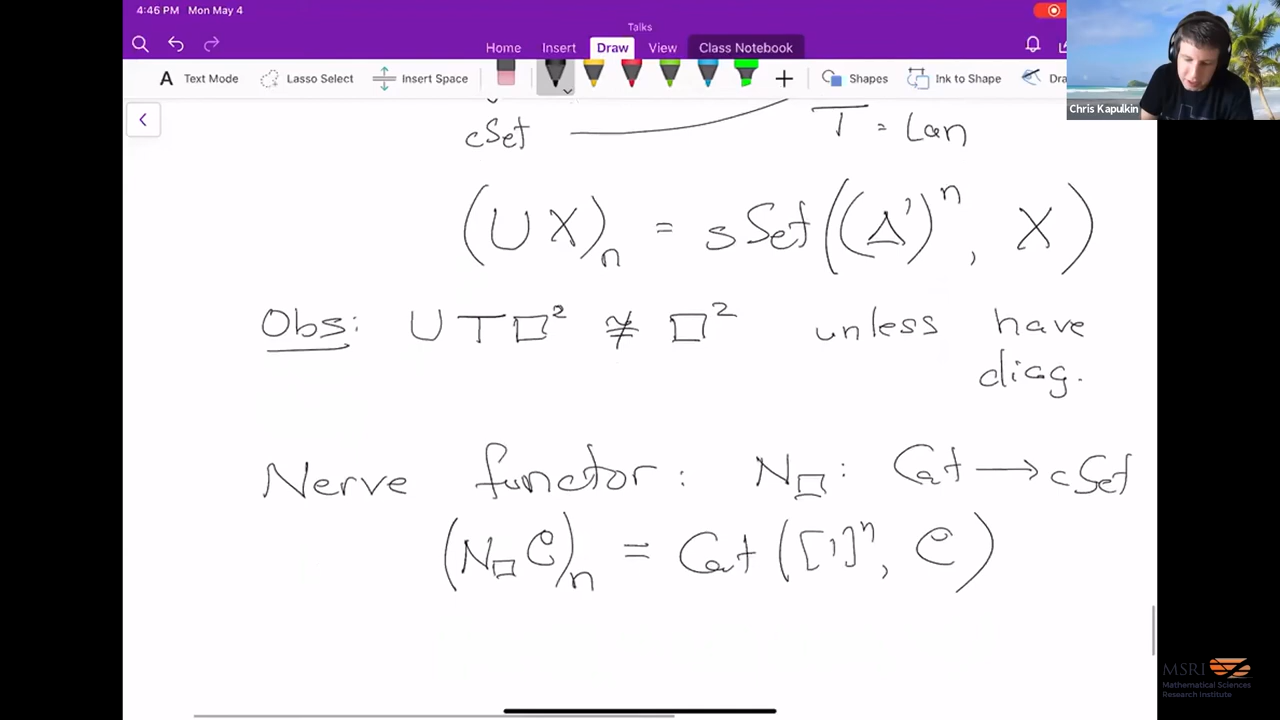 4:46 PM Mon May 4
Talks
Home Insert Draw View Class Notebook
Text Mode Lasso Select Insert Space Shapes Ink to Shape Dra
Chris Kapulkin
cSet T = Lan
(UX)ₙ = sSet((Δ¹)ⁿ, X)
Obs: UT□² ≇ □² unless have
diag.
Nerve functor: N□: Cat → cSet
(N□ C)ₙ = Cat([1]ⁿ, C)
MSRI
Mathematical Sciences
Research Institute